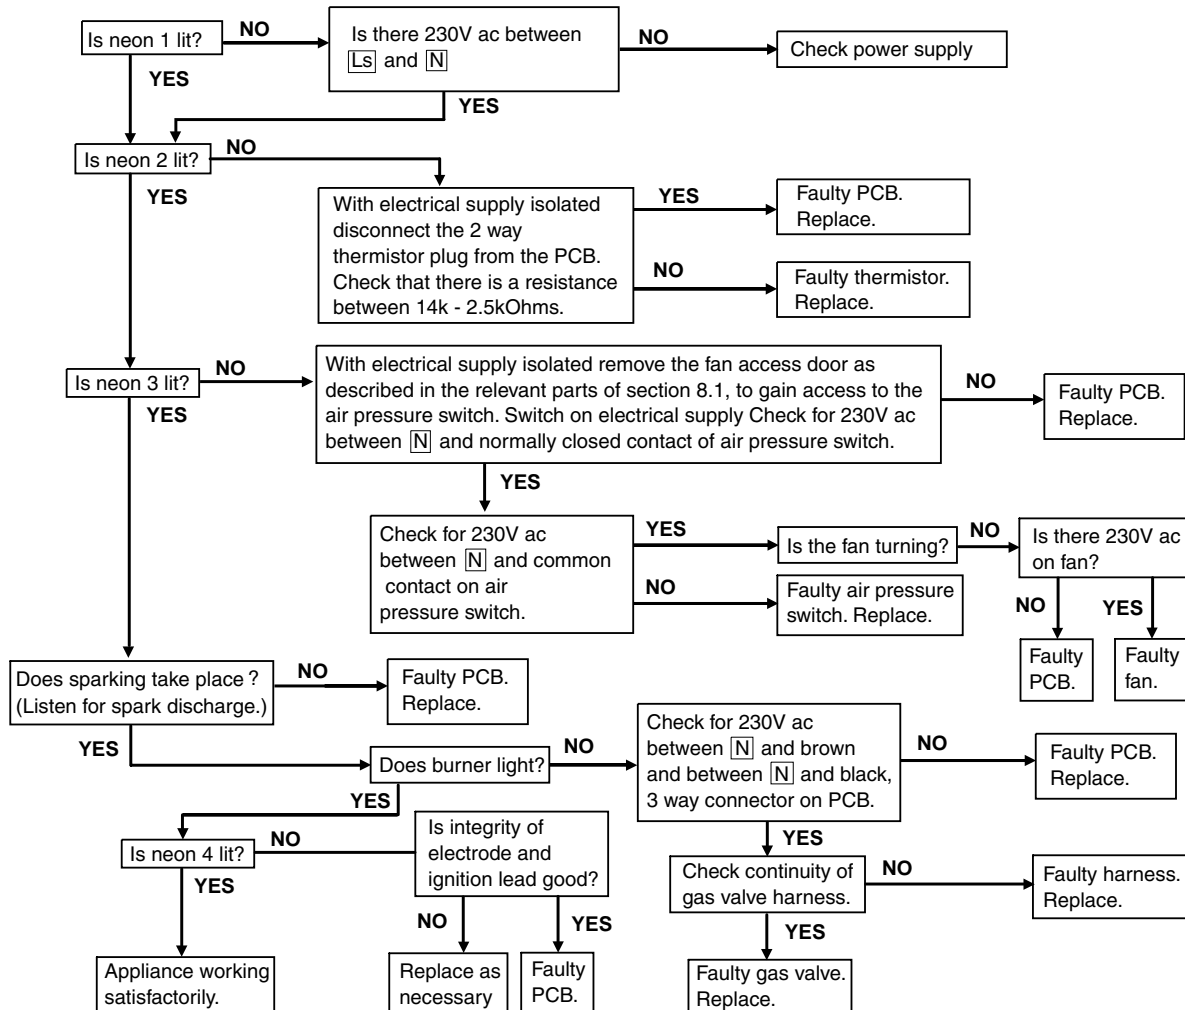 Is neon 1 lit?
NO
Is there 230V ac between
Ls and N
NO
Check power supply
YES
YES
Is neon 2 lit?
NO
YES
With electrical supply isolated
disconnect the 2 way
thermistor plug from the PCB.
Check that there is a resistance
between 14k - 2.5kOhms.
YES
Faulty PCB.
Replace.
NO
Faulty thermistor.
Replace.
Is neon 3 lit?
NO
YES
With electrical supply isolated remove the fan access door as
described in the relevant parts of section 8.1, to gain access to the
air pressure switch. Switch on electrical supply Check for 230V ac
between N and normally closed contact of air pressure switch.
NO
Faulty PCB.
Replace.
YES
Check for 230V ac
between N and common
contact on air
pressure switch.
YES
Is the fan turning?
NO
Is there 230V ac
on fan?
NO
Faulty air pressure
switch. Replace.
NO
YES
Faulty
PCB.
Faulty
fan.
Does sparking take place ?
(Listen for spark discharge.)
NO
Faulty PCB.
Replace.
YES
Does burner light?
NO
Check for 230V ac
between N and brown
and between N and black,
3 way connector on PCB.
NO
Faulty PCB.
Replace.
YES
YES
Is neon 4 lit?
NO
Is integrity of
electrode and
ignition lead good?
Check continuity of
gas valve harness.
NO
Faulty harness.
Replace.
YES
NO
YES
YES
Appliance working
satisfactorily.
Replace as
necessary
Faulty
PCB.
Faulty gas valve.
Replace.